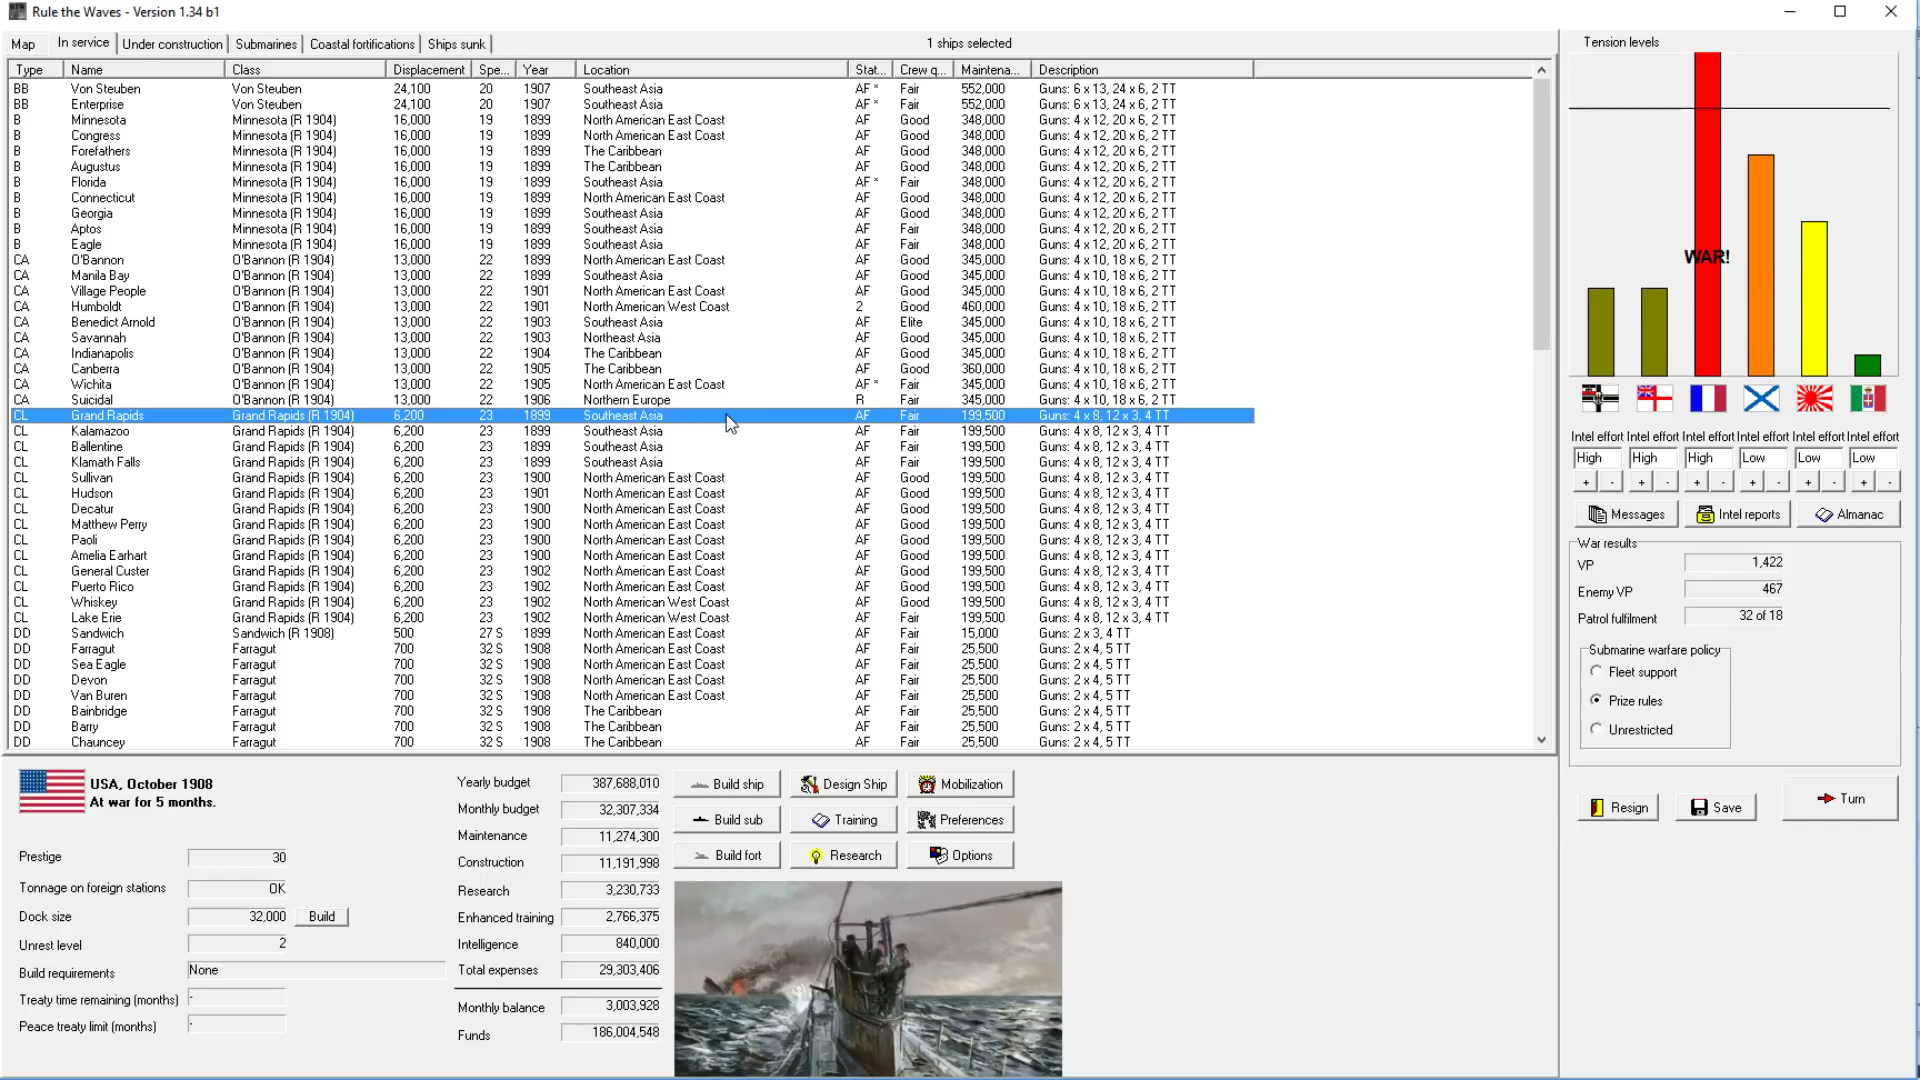 Rule the Waves - Version 1.34 b1
Map In service Under construction Submarines Coastal fortifications Ships sunk 1 ships selected
Type Name Class Displacement Spe... Year Location Stat... Crew q... Maintena... Description
BB Von Steuben Von Steuben 24,100 20 1907 Southeast Asia AF * Fair 552,000 Guns: 6 x 13, 24 x 6, 2 TT
BB Enterprise Von Steuben 24,100 20 1907 Southeast Asia AF * Fair 552,000 Guns: 6 x 13, 24 x 6, 2 TT
B Minnesota Minnesota (R 1904) 16,000 19 1899 North American East Coast AF Good 348,000 Guns: 4 x 12, 20 x 6, 2 TT
B Congress Minnesota (R 1904) 16,000 19 1899 North American East Coast AF Good 348,000 Guns: 4 x 12, 20 x 6, 2 TT
B Forefathers Minnesota (R 1904) 16,000 19 1899 The Caribbean AF Good 348,000 Guns: 4 x 12, 20 x 6, 2 TT
B Augustus Minnesota (R 1904) 16,000 19 1899 The Caribbean AF Good 348,000 Guns: 4 x 12, 20 x 6, 2 TT
B Florida Minnesota (R 1904) 16,000 19 1899 Southeast Asia AF * Fair 348,000 Guns: 4 x 12, 20 x 6, 2 TT
B Connecticut Minnesota (R 1904) 16,000 19 1899 North American East Coast AF Good 348,000 Guns: 4 x 12, 20 x 6, 2 TT
B Georgia Minnesota (R 1904) 16,000 19 1899 Southeast Asia AF Good 348,000 Guns: 4 x 12, 20 x 6, 2 TT
B Aptos Minnesota (R 1904) 16,000 19 1899 Southeast Asia AF Fair 348,000 Guns: 4 x 12, 20 x 6, 2 TT
B Eagle Minnesota (R 1904) 16,000 19 1899 Southeast Asia AF Fair 348,000 Guns: 4 x 12, 20 x 6, 2 TT
CA O'Bannon O'Bannon (R 1904) 13,000 22 1899 North American East Coast AF Good 345,000 Guns: 4 x 10, 18 x 6, 2 TT
CA Manila Bay O'Bannon (R 1904) 13,000 22 1899 Southeast Asia AF Good 345,000 Guns: 4 x 10, 18 x 6, 2 TT
CA Village People O'Bannon (R 1904) 13,000 22 1901 North American East Coast AF Good 345,000 Guns: 4 x 10, 18 x 6, 2 TT
CA Humboldt O'Bannon (R 1904) 13,000 22 1901 North American West Coast 2 Good 460,000 Guns: 4 x 10, 18 x 6, 2 TT
CA Benedict Arnold O'Bannon (R 1904) 13,000 22 1903 Southeast Asia AF Elite 345,000 Guns: 4 x 10, 18 x 6, 2 TT
CA Savannah O'Bannon (R 1904) 13,000 22 1903 Northeast Asia AF Good 345,000 Guns: 4 x 10, 18 x 6, 2 TT
CA Indianapolis O'Bannon (R 1904) 13,000 22 1904 The Caribbean AF Good 345,000 Guns: 4 x 10, 18 x 6, 2 TT
CA Canberra O'Bannon (R 1904) 13,000 22 1905 The Caribbean AF Good 360,000 Guns: 4 x 10, 18 x 6, 2 TT
CA Wichita O'Bannon (R 1904) 13,000 22 1905 North American East Coast AF * Fair 345,000 Guns: 4 x 10, 18 x 6, 2 TT
CA Suicidal O'Bannon (R 1904) 13,000 22 1906 Northern Europe R Fair 345,000 Guns: 4 x 10, 18 x 6, 2 TT
CL Grand Rapids Grand Rapids (R 1904) 6,200 23 1899 Southeast Asia AF Fair 199,500 Guns: 4 x 8, 12 x 3, 4 TT
CL Kalamazoo Grand Rapids (R 1904) 6,200 23 1899 Southeast Asia AF Fair 199,500 Guns: 4 x 8, 12 x 3, 4 TT
CL Ballentine Grand Rapids (R 1904) 6,200 23 1899 Southeast Asia AF Fair 199,500 Guns: 4 x 8, 12 x 3, 4 TT
CL Klamath Falls Grand Rapids (R 1904) 6,200 23 1899 Southeast Asia AF Fair 199,500 Guns: 4 x 8, 12 x 3, 4 TT
CL Sullivan Grand Rapids (R 1904) 6,200 23 1900 North American East Coast AF Good 199,500 Guns: 4 x 8, 12 x 3, 4 TT
CL Hudson Grand Rapids (R 1904) 6,200 23 1901 North American East Coast AF Good 199,500 Guns: 4 x 8, 12 x 3, 4 TT
CL Decatur Grand Rapids (R 1904) 6,200 23 1900 North American East Coast AF Good 199,500 Guns: 4 x 8, 12 x 3, 4 TT
CL Matthew Perry Grand Rapids (R 1904) 6,200 23 1900 North American East Coast AF Good 199,500 Guns: 4 x 8, 12 x 3, 4 TT
CL Paoli Grand Rapids (R 1904) 6,200 23 1900 North American East Coast AF Good 199,500 Guns: 4 x 8, 12 x 3, 4 TT
CL Amelia Earhart Grand Rapids (R 1904) 6,200 23 1900 North American East Coast AF Good 199,500 Guns: 4 x 8, 12 x 3, 4 TT
CL General Custer Grand Rapids (R 1904) 6,200 23 1902 North American East Coast AF Good 199,500 Guns: 4 x 8, 12 x 3, 4 TT
CL Puerto Rico Grand Rapids (R 1904) 6,200 23 1902 North American East Coast AF Good 199,500 Guns: 4 x 8, 12 x 3, 4 TT
CL Whiskey Grand Rapids (R 1904) 6,200 23 1902 North American West Coast AF Good 199,500 Guns: 4 x 8, 12 x 3, 4 TT
CL Lake Erie Grand Rapids (R 1904) 6,200 23 1902 North American West Coast AF Fair 199,500 Guns: 4 x 8, 12 x 3, 4 TT
DD Sandwich Sandwich (R 1908) 500 27 S 1899 North American East Coast AF Fair 15,000 Guns: 2 x 3, 4 TT
DD Farragut Farragut 700 32 S 1908 North American East Coast AF Fair 25,500 Guns: 2 x 4, 5 TT
DD Sea Eagle Farragut 700 32 S 1908 North American East Coast AF Fair 25,500 Guns: 2 x 4, 5 TT
DD Devon Farragut 700 32 S 1908 North American East Coast AF Fair 25,500 Guns: 2 x 4, 5 TT
DD Van Buren Farragut 700 32 S 1908 North American East Coast AF Fair 25,500 Guns: 2 x 4, 5 TT
DD Bainbridge Farragut 700 32 S 1908 The Caribbean AF Fair 25,500 Guns: 2 x 4, 5 TT
DD Barry Farragut 700 32 S 1908 The Caribbean AF Fair 25,500 Guns: 2 x 4, 5 TT
DD Chauncey Farragut 700 32 S 1908 The Caribbean AF Fair 25,500 Guns: 2 x 4, 5 TT
Tension levels
WAR!
Intel effort Intel effort Intel effort Intel effort Intel effort Intel effort
High High High Low Low Low
+ - + - + - + - + - + -
Messages Intel reports Almanac
War results
VP 1,422
Enemy VP 467
Patrol fulfilment 32 of 18
Submarine warfare policy
Fleet support
Prize rules
Unrestricted
Resign Save Turn
USA, October 1908
At war for 5 months.
Prestige 30
Tonnage on foreign stations OK
Dock size 32,000 Build
Unrest level 2
Build requirements None
Treaty time remaining (months) -
Peace treaty limit (months) -
Yearly budget 387,688,010
Monthly budget 32,307,334
Maintenance 11,274,300
Construction 11,191,998
Research 3,230,733
Enhanced training 2,766,375
Intelligence 840,000
Total expenses 29,303,406
Monthly balance 3,003,928
Funds 186,004,548
Build ship Design Ship Mobilization
Build sub Training Preferences
Build fort Research Options